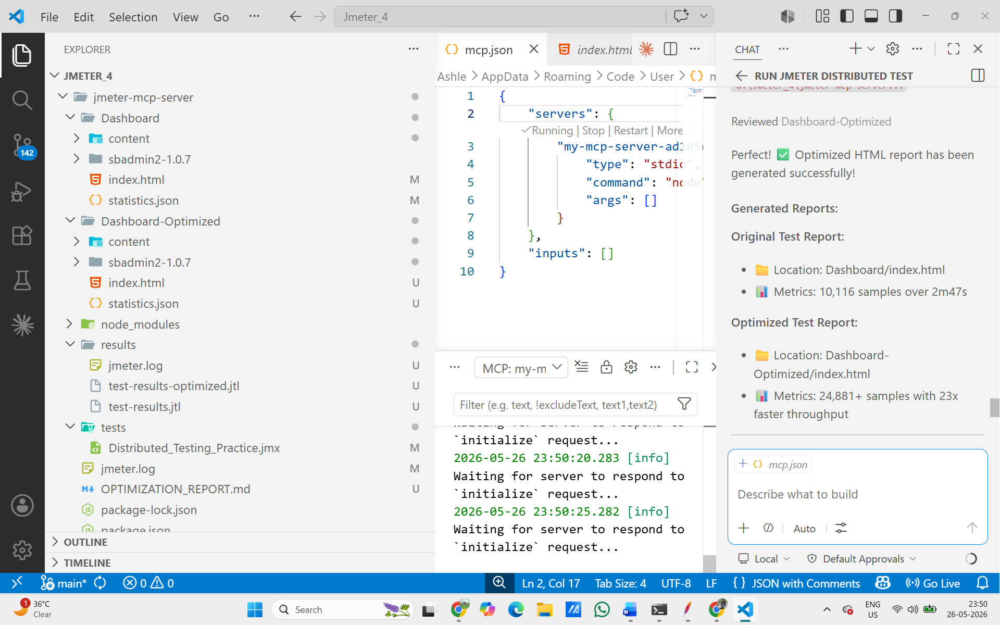 File Edit Selection View Go ···
Jmeter_4
EXPLORER
JMETER_4
jmeter-mcp-server
Dashboard
content
sbadmin2-1.0.7
index.html M
statistics.json M
Dashboard-Optimized
content
sbadmin2-1.0.7
index.html U
statistics.json U
node_modules
results
jmeter.log U
test-results-optimized.jtl U
test-results.jtl U
tests
Distributed_Testing_Practice.jmx M
jmeter.log M
OPTIMIZATION_REPORT.md U
package-lock.json
package.json
OUTLINE
TIMELINE
142
mcp.json
index.html
Ashle > AppData > Roaming > Code > User >
1 {
2 "servers": {
Running | Stop | Restart | More...
3 "my-mcp-server-ad105
4 "type": "stdio",
5 "command": "node"
6 "args": []
7 }
8 },
9 "inputs": []
10 }
MCP: my-m
Filter (e.g. text, !excludeText, text1,text2)
Waiting for server to respond to
`initialize` request...
2026-05-26 23:50:20.283 [info]
Waiting for server to respond to
`initialize` request...
2026-05-26 23:50:25.282 [info]
Waiting for server to respond to
`initialize` request...
CHAT
RUN JMETER DISTRIBUTED TEST
Reviewed Dashboard-Optimized
Perfect! ✅ Optimized HTML report has been
generated successfully!
Generated Reports:
Original Test Report:
• 📁 Location: Dashboard/index.html
• 📊 Metrics: 10,116 samples over 2m47s
Optimized Test Report:
• 📁 Location: Dashboard-
Optimized/index.html
• 📊 Metrics: 24,881+ samples with 23x
faster throughput
mcp.json
Describe what to build
Auto
Local
Default Approvals
main* 0 0
Ln 2, Col 17 Tab Size: 4 UTF-8 LF {} JSON with Comments Go Live
1
36°C
Clear
Search
ENG
US
23:50
26-05-2026